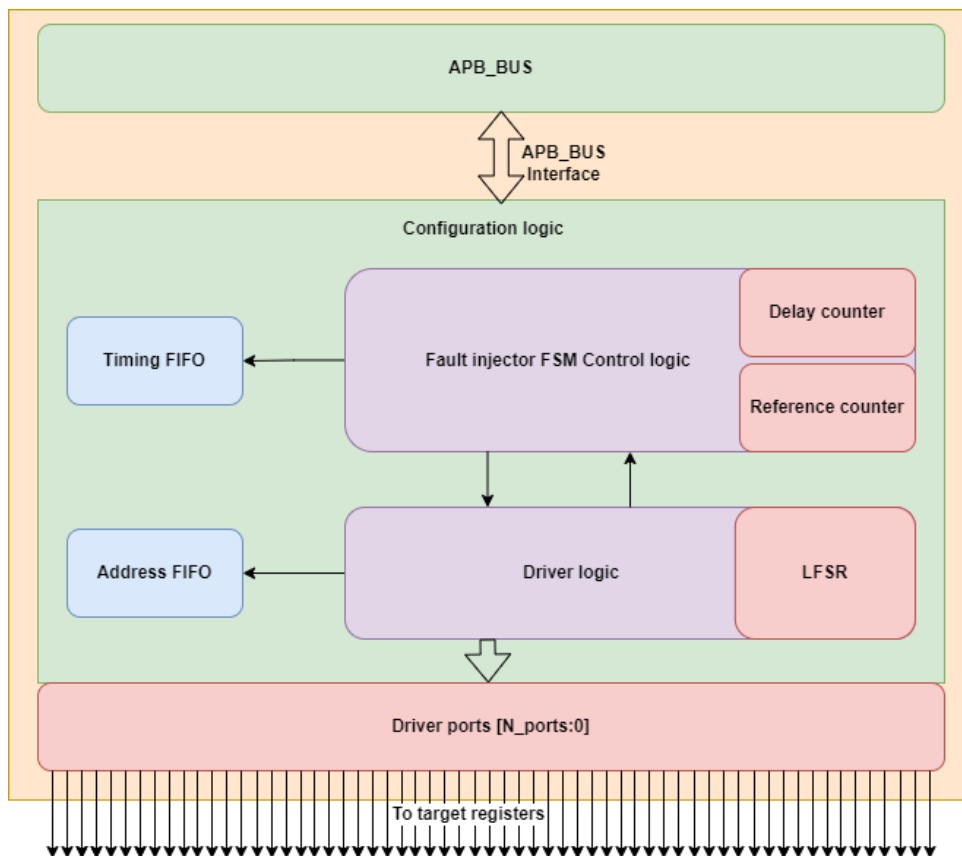 APB_BUS
APB_BUS
Interface
Configuration logic
Delay counter
Timing FIFO
Fault injector FSM Control logic
Reference counter
Address FIFO
Driver logic
LFSR
Driver ports [N_ports:0]
To target registers